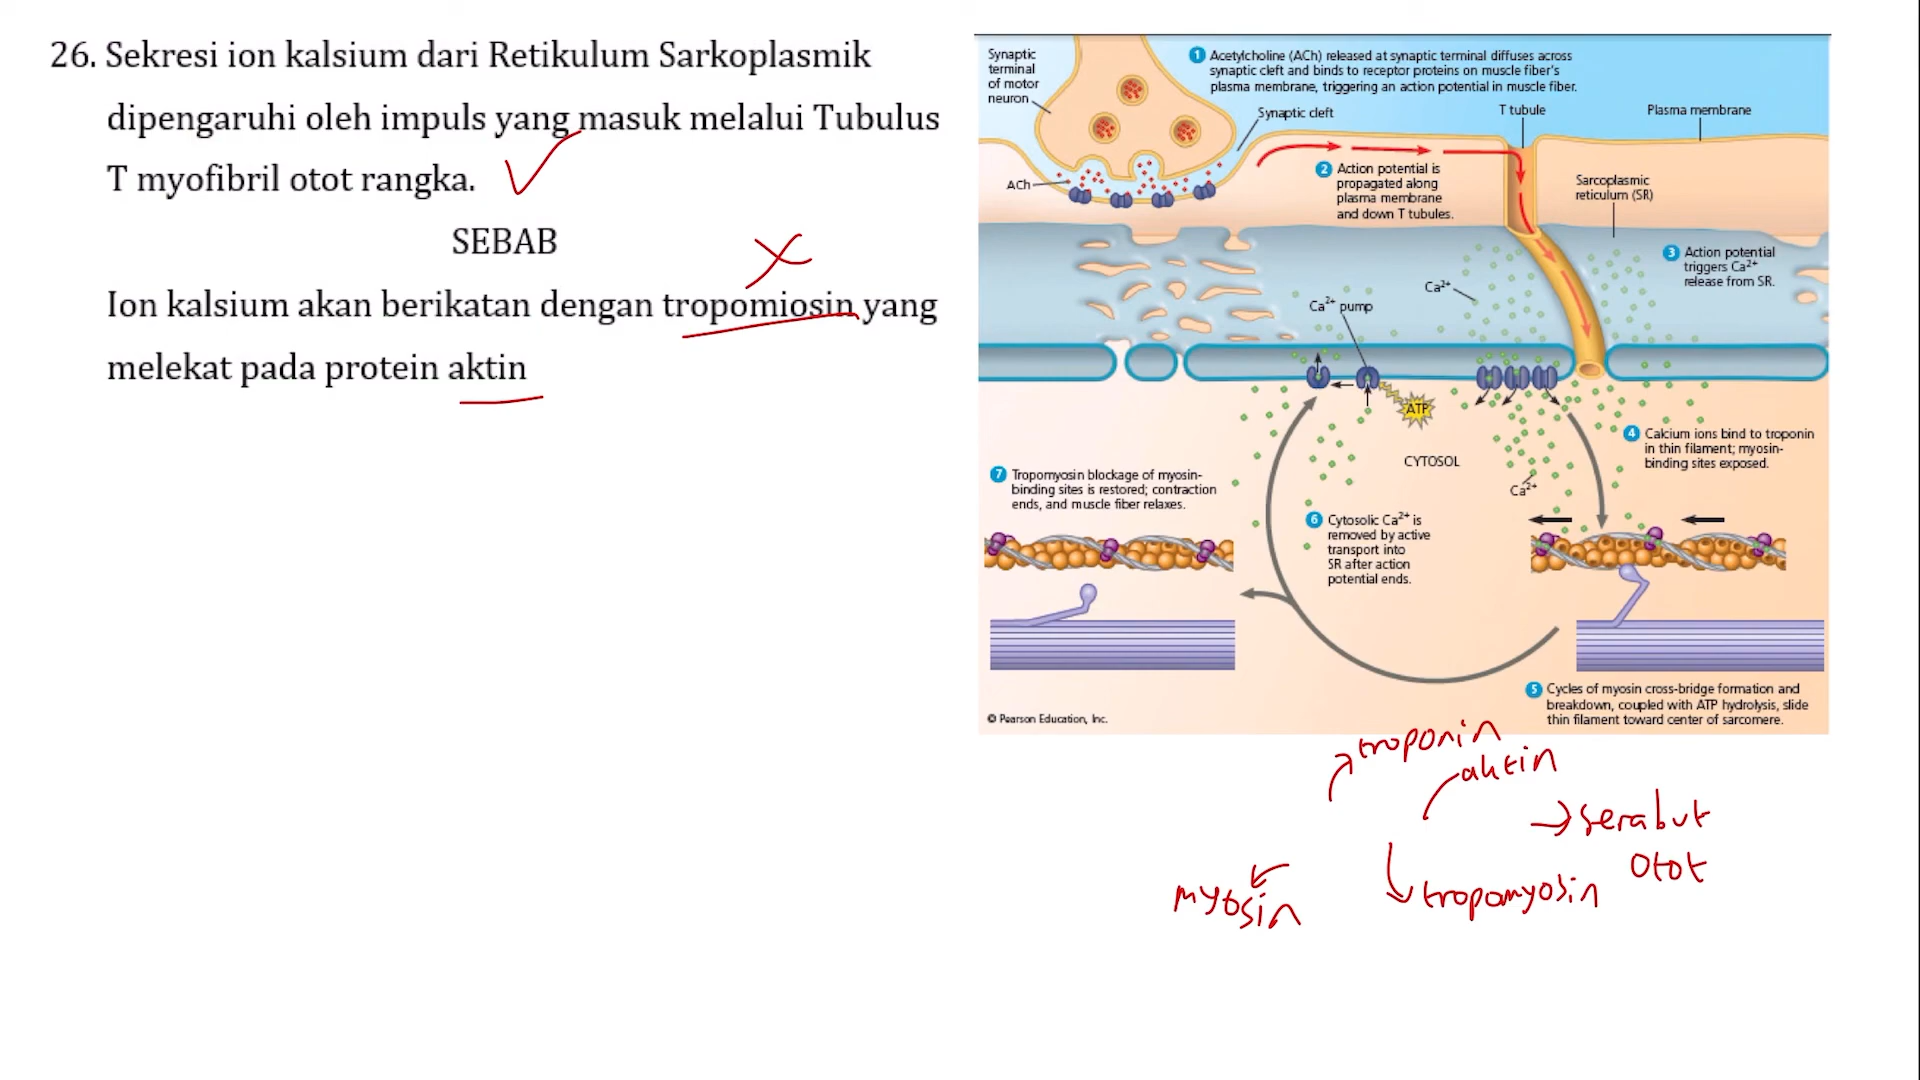 26. Sekresi ion kalsium dari Retikulum Sarkoplasmik
dipengaruhi oleh impuls yang masuk melalui Tubulus
T myofibril otot rangka.
SEBAB
Ion kalsium akan berikatan dengan tropomiosin yang
melekat pada protein aktin
Synaptic
terminal
of motor
neuron
1 Acetylcholine (ACh) released at synaptic terminal diffuses across
synaptic cleft and binds to receptor proteins on muscle fiber's
plasma membrane, triggering an action potential in muscle fiber.
Synaptic cleft
T tubule
Plasma membrane
ACh
2 Action potential is
propagated along
plasma membrane
and down T tubules.
Sarcoplasmic
reticulum (SR)
3 Action potential
triggers Ca2+
release from SR.
Ca2+
Ca2+ pump
ATP
CYTOSOL
4 Calcium ions bind to troponin
in thin filament; myosin-
binding sites exposed.
Ca2+
7 Tropomyosin blockage of myosin-
binding sites is restored; contraction
ends, and muscle fiber relaxes.
6 Cytosolic Ca2+ is
removed by active
transport into
SR after action
potential ends.
5 Cycles of myosin cross-bridge formation and
breakdown, coupled with ATP hydrolysis, slide
thin filament toward center of sarcomere.
© Pearson Education, Inc.
troponin
aktin
serabut
otot
myosin
tropomyosin